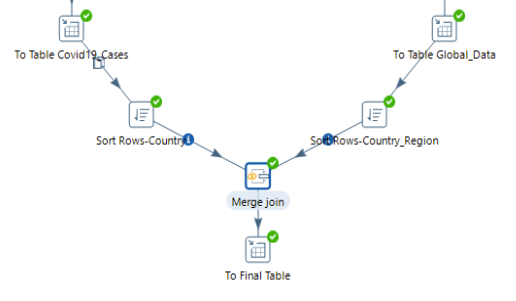 To Table Covid19_Cases
To Table Global_Data
Sort Rows-Country
Sort Rows-Country_Region
Merge join
To Final Table